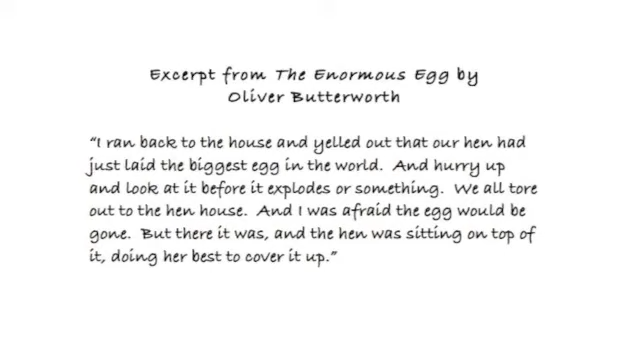 Excerpt from The Enormous Egg by
Oliver Butterworth
“I ran back to the house and yelled out that our hen had
just laid the biggest egg in the world. And hurry up
and look at it before it explodes or something. We all tore
out to the hen house. And I was afraid the egg would be
gone. But there it was, and the hen was sitting on top of
it, doing her best to cover it up.”